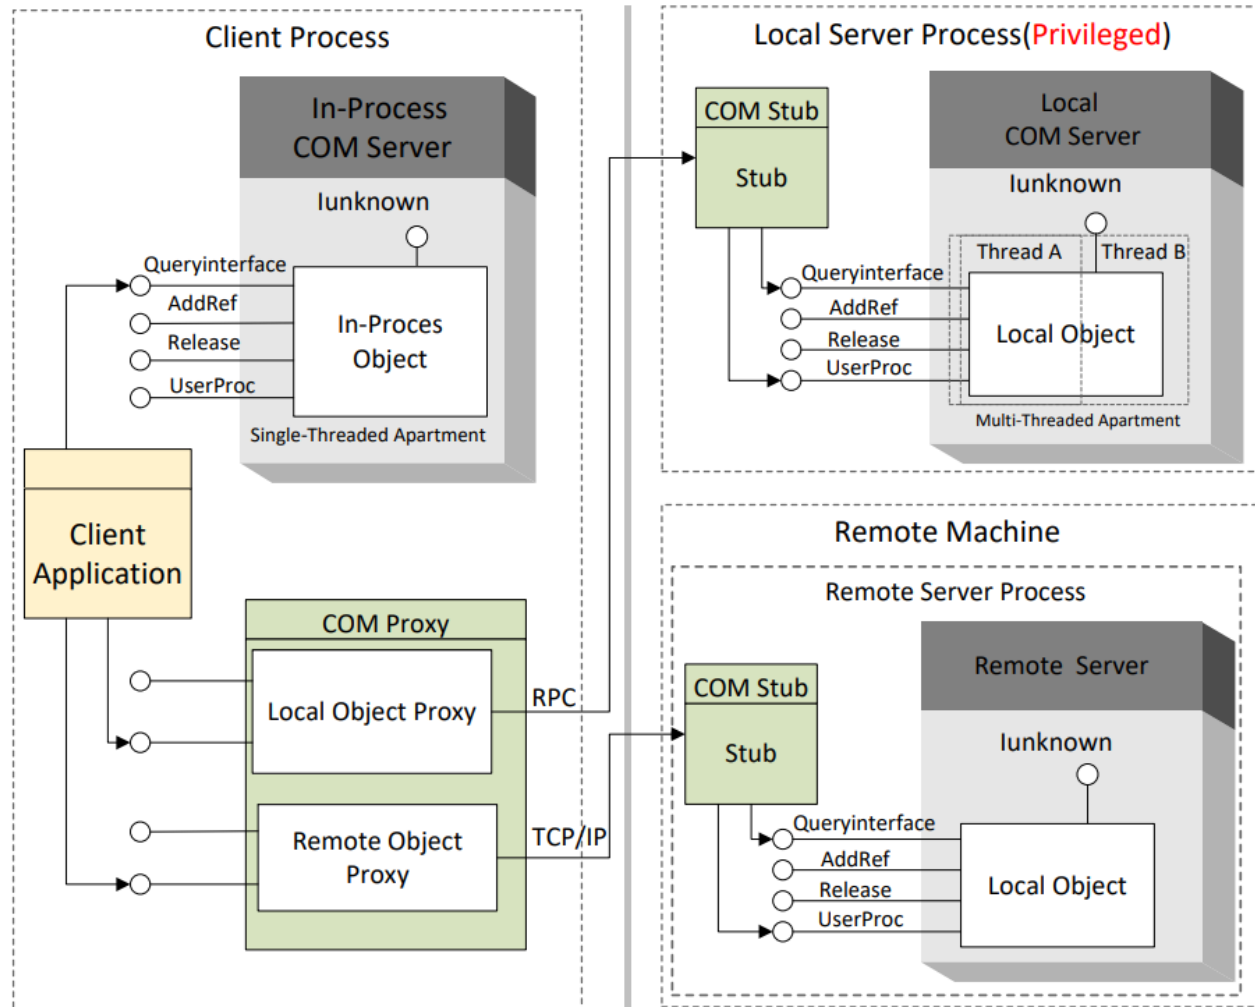 Client Process
In-Process
COM Server
Iunknown
Queryinterface
AddRef
Release
UserProc
In-Proces
Object
Single-Threaded Apartment
Client
Application
COM Proxy
Local Object Proxy
RPC
Remote Object
Proxy
TCP/IP
Local Server Process(Privileged)
COM Stub
Stub
Local
COM Server
Iunknown
Thread A
Thread B
Queryinterface
AddRef
Release
UserProc
Local Object
Multi-Threaded Apartment
Remote Machine
Remote Server Process
COM Stub
Stub
Remote Server
Iunknown
Queryinterface
AddRef
Release
UserProc
Local Object